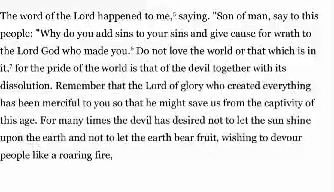 The word of the Lord happened to me,⁵ saying. "Son of man, say to this
people: "Why do you add sins to your sins and give cause for wrath to
the Lord God who made you.⁶ Do not love the world or that which is in
it,⁷ for the pride of the world is that of the devil together with its
dissolution. Remember that the Lord of glory who created everything
has been merciful to you so that he might save us from the captivity of
this age. For many times the devil has desired not to let the sun shine
upon the earth and not to let the earth bear fruit, wishing to devour
people like a roaring fire,